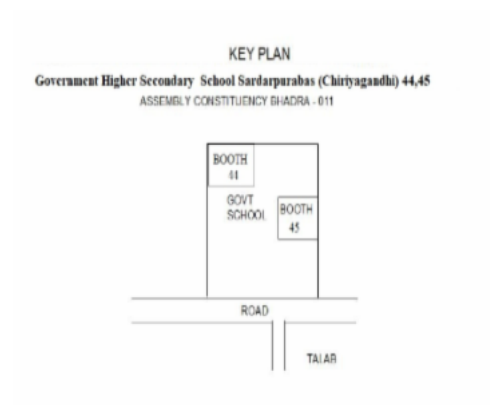 KEY PLAN
Government Higher Secondary School Sardarpurabas (Chiriyagandhi) 44,45
ASSEMBLY CONSTITUENCY BHADRA - 011
BOOTH
44
GOVT
SCHOOL
BOOTH
45
ROAD
TALAB